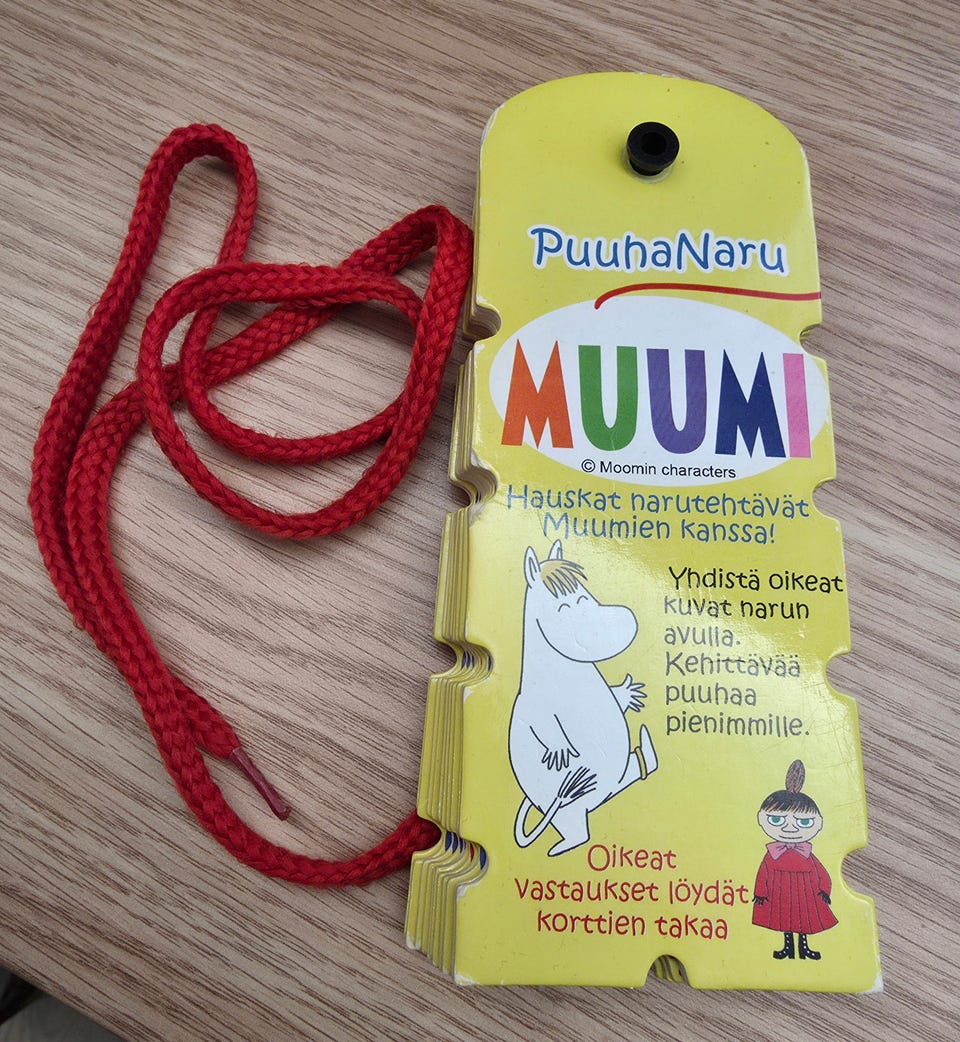 PuuhaNaru
MUUMI
© Moomin characters
Hauskat narutehtävät
Muumien kanssa!
Yhdistä oikeat
kuvat narun
avulla.
Kehittävää
puuhaa
pienimmille.
Oikeat
vastaukset löydät
korttien takaa